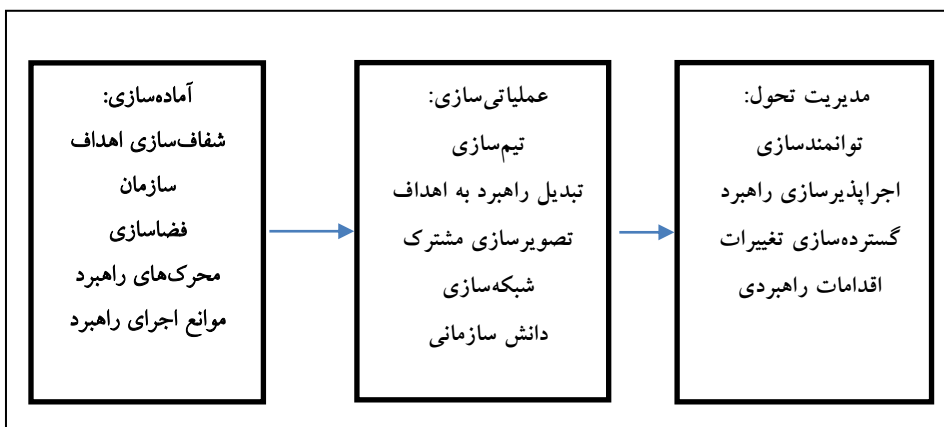 آماده‌سازی:
شفاف‌سازی اهداف
سازمان
فضاسازی
محرک‌های راهبرد
موانع اجرای راهبرد
عملیاتی‌سازی:
تیم‌سازی
تبدیل راهبرد به اهداف
تصویرسازی مشترک
شبکه‌سازی
دانش سازمانی
مدیریت تحول:
توانمندسازی
اجراپذیرسازی راهبرد
گسترده‌سازی تغییرات
اقدامات راهبردی